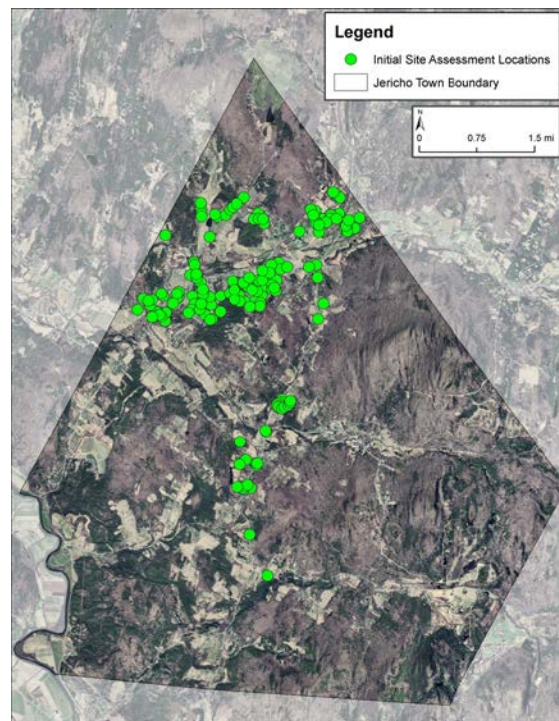 Legend
Initial Site Assessment Locations
Jericho Town Boundary
N
0 0.75 1.5 mi